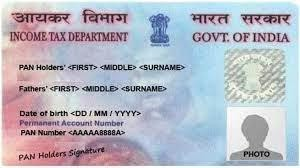 आयकर विभाग
भारत सरकार
INCOME TAX DEPARTMENT
GOVT. OF INDIA
PAN Holders' <FIRST> <MIDDLE> <SURNAME>
Fathers' <FIRST> <MIDDLE> <SURNAME>
Date of birth <DD / MM / YYYY>
Permanent Account Number
PAN Number <AAAAA8888A>
PAN Holders Signature
PHOTO